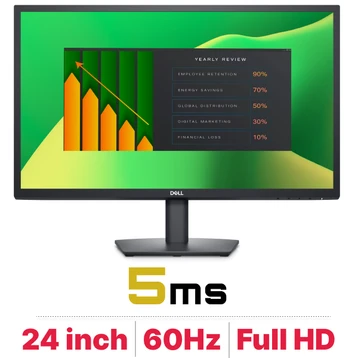 YEARLY REVIEW
EMPLOYEE RETENTION 90%
ENERGY SAVINGS 70%
GLOBAL DISTRIBUTION 50%
DIGITAL MARKETING 30%
FINANCIAL LOSS 10%
DELL
5ms
24 inch 60Hz Full HD